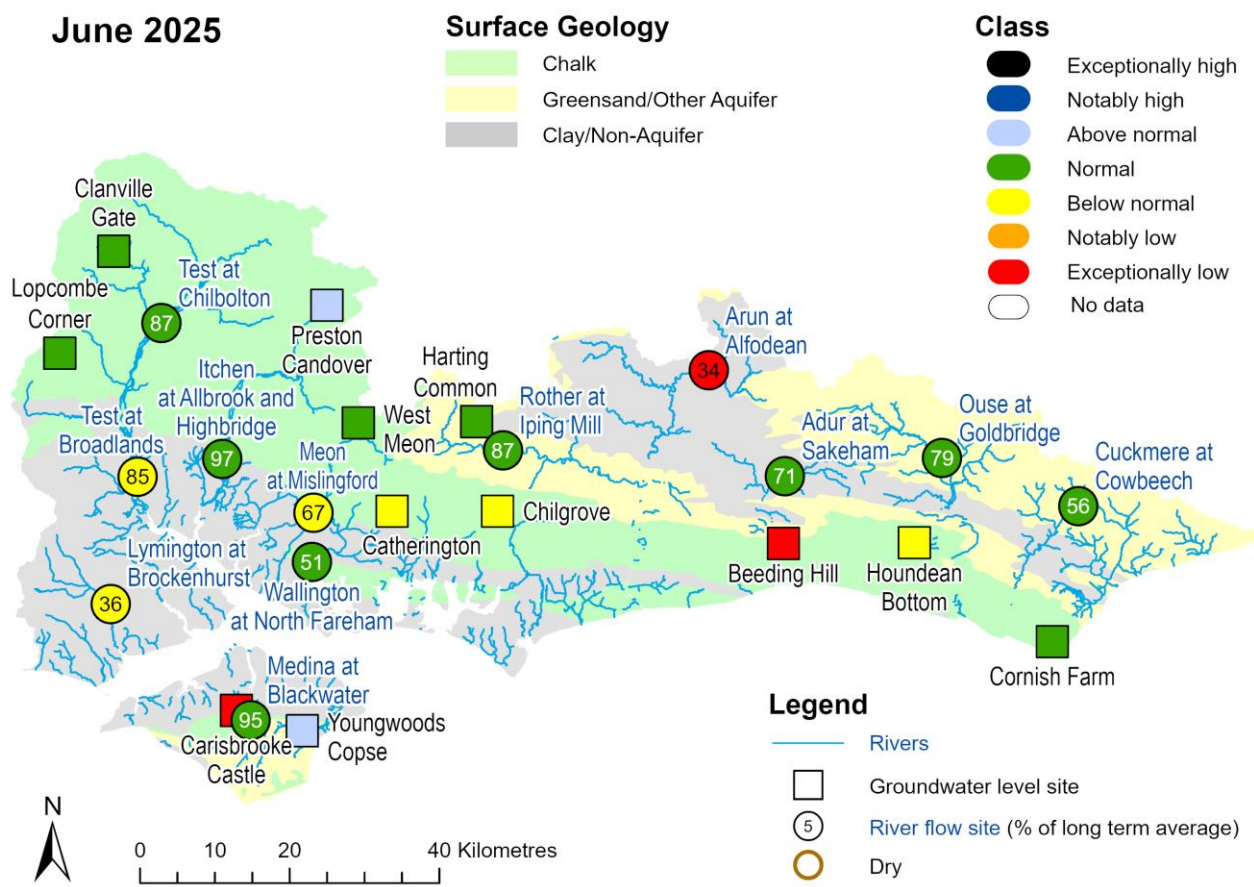 June 2025
Surface Geology
Chalk
Greensand/Other Aquifer
Clay/Non-Aquifer
Class
Exceptionally high
Notably high
Above normal
Normal
Below normal
Notably low
Exceptionally low
No data
Clanville
Gate
Lopcombe
Corner
Test at
Chilbolton
87
Preston
Candover
Itchen
at Allbrook and
Highbridge
97
Test at
Broadlands
85
West
Meon
Harting
Common
Rother at
Iping Mill
87
Arun at
Alfodean
34
Adur at
Sakeham
71
Ouse at
Goldbridge
79
Cuckmere at
Cowbeech
56
Meon
at Mislingford
67
Catherington
Chilgrove
Beeding Hill
Houndean
Bottom
Cornish Farm
Lymington at
Brockenhurst
36
51
Wallington
at North Fareham
Medina at
Blackwater
95
Carisbrooke
Castle
Youngwoods
Copse
Legend
Rivers
Groundwater level site
5
River flow site (% of long term average)
Dry
N
0 10 20 40 Kilometres